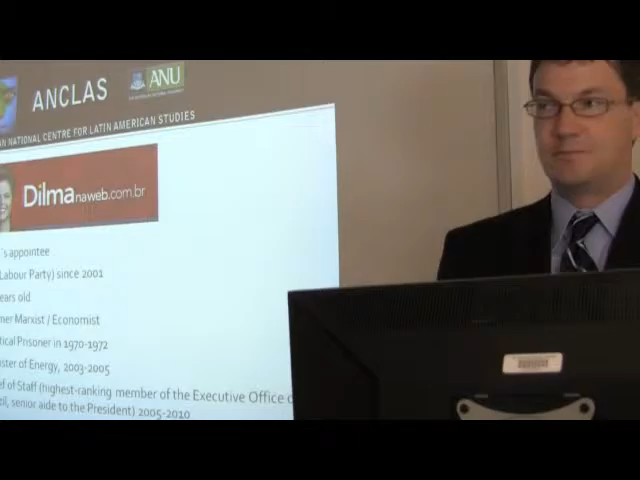 ANCLAS
ANU
AN NATIONAL CENTRE FOR LATIN AMERICAN STUDIES
Dilmanaweb.com.br
's appointee
Labour Party) since 2001
ears old
mer Marxist / Economist
tical Prisoner in 1970-1972
ster of Energy, 2003-2005
ef of Staff (highest-ranking member of the Executive Office o
il, senior aide to the President) 2005-2010